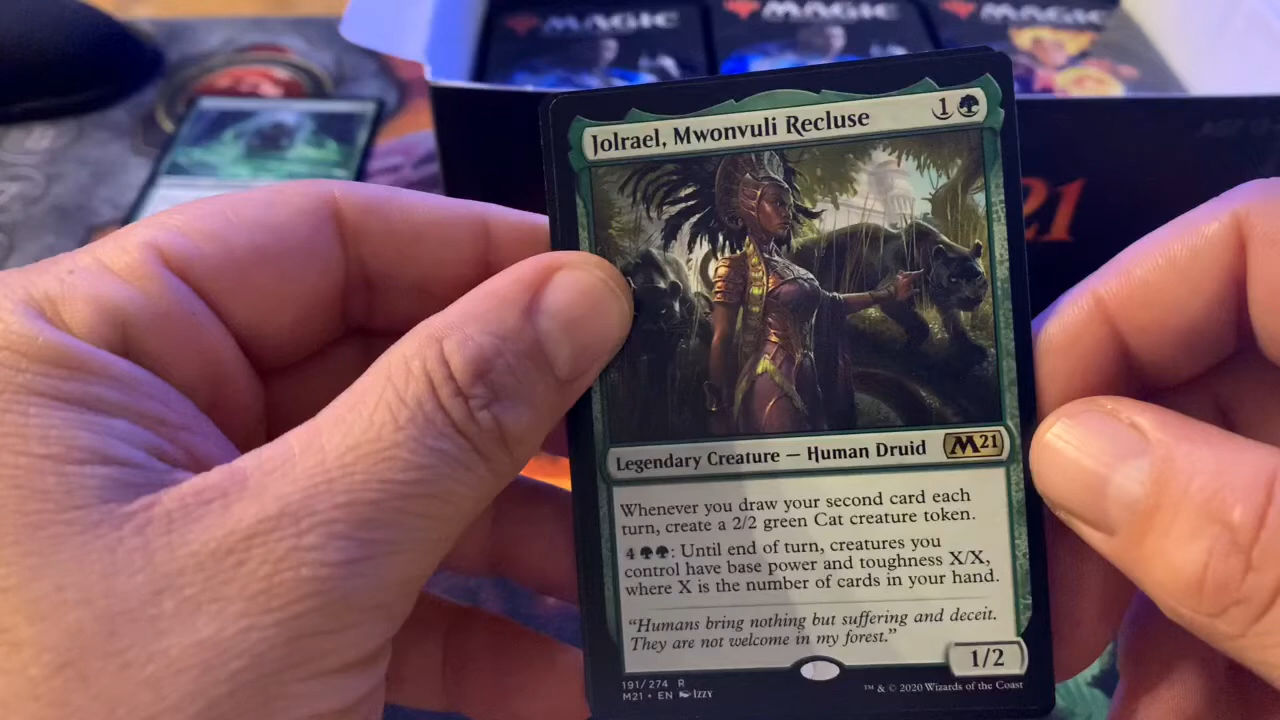 MAGIC
MAGIC
MAGIC
21
Jolrael, Mwonvuli Recluse
1
Legendary Creature — Human Druid
M21
Whenever you draw your second card each
turn, create a 2/2 green Cat creature token.
4 : Until end of turn, creatures you
control have base power and toughness X/X,
where X is the number of cards in your hand.
“Humans bring nothing but suffering and deceit.
They are not welcome in my forest.”
1/2
191/274 R
M21 • EN Izzy
™ & © 2020 Wizards of the Coast